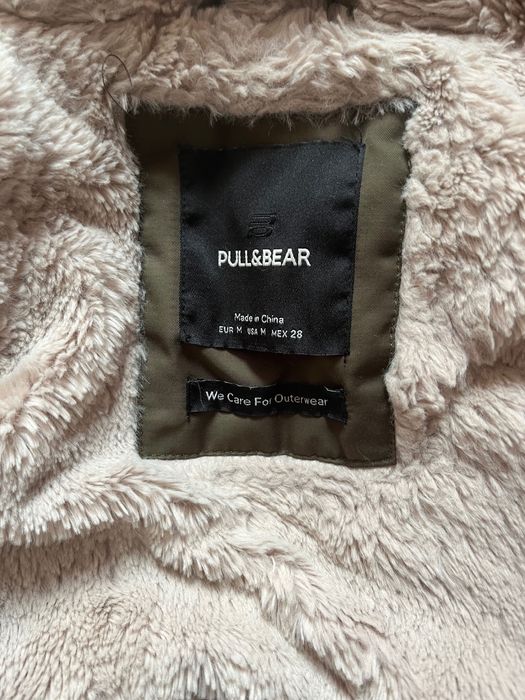 PULL&BEAR
Made in China
EUR M USA M MEX 28
We Care For Outerwear